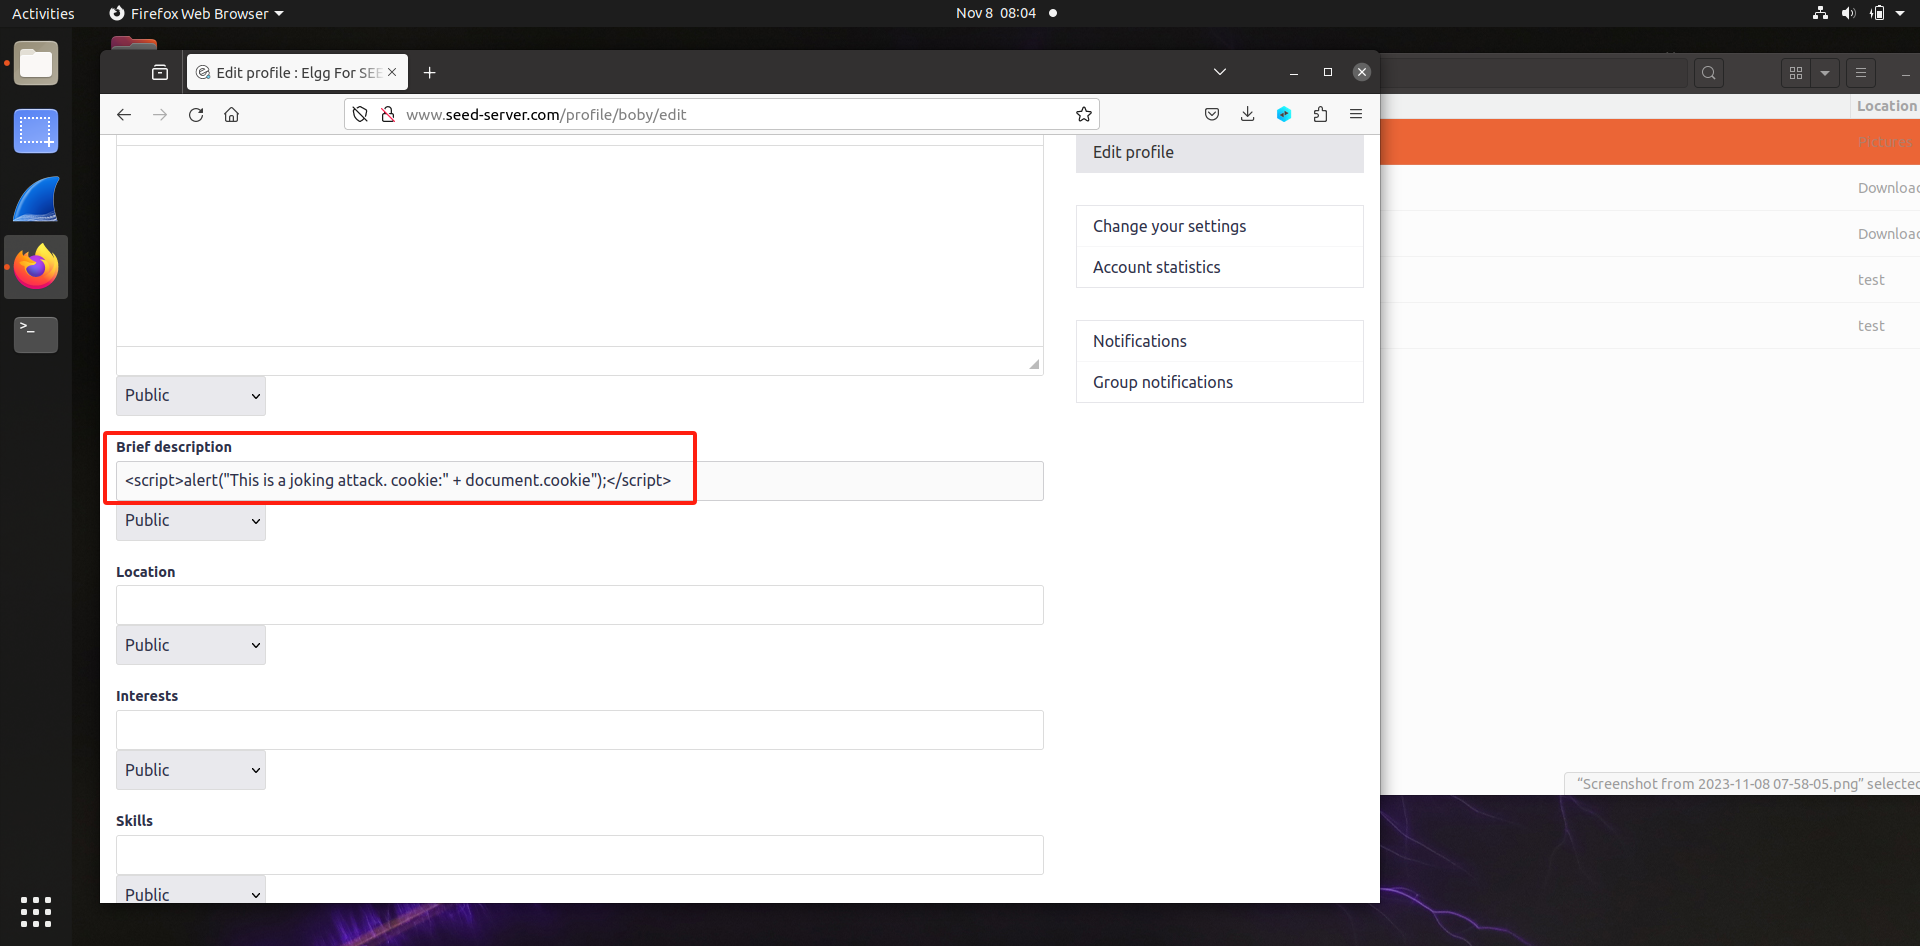 Activities
Firefox Web Browser
Nov 8 08:04
Edit profile : Elgg For SEE
www.seed-server.com/profile/boby/edit
Location
Edit profile
Pictures
Change your settings
Download
Download
Account statistics
test
test
Notifications
Group notifications
Public
Brief description
<script>alert("This is a joking attack. cookie:" + document.cookie");</script>
Public
Location
Public
Interests
Public
Skills
Public
"Screenshot from 2023-11-08 07-58-05.png" selected
>_